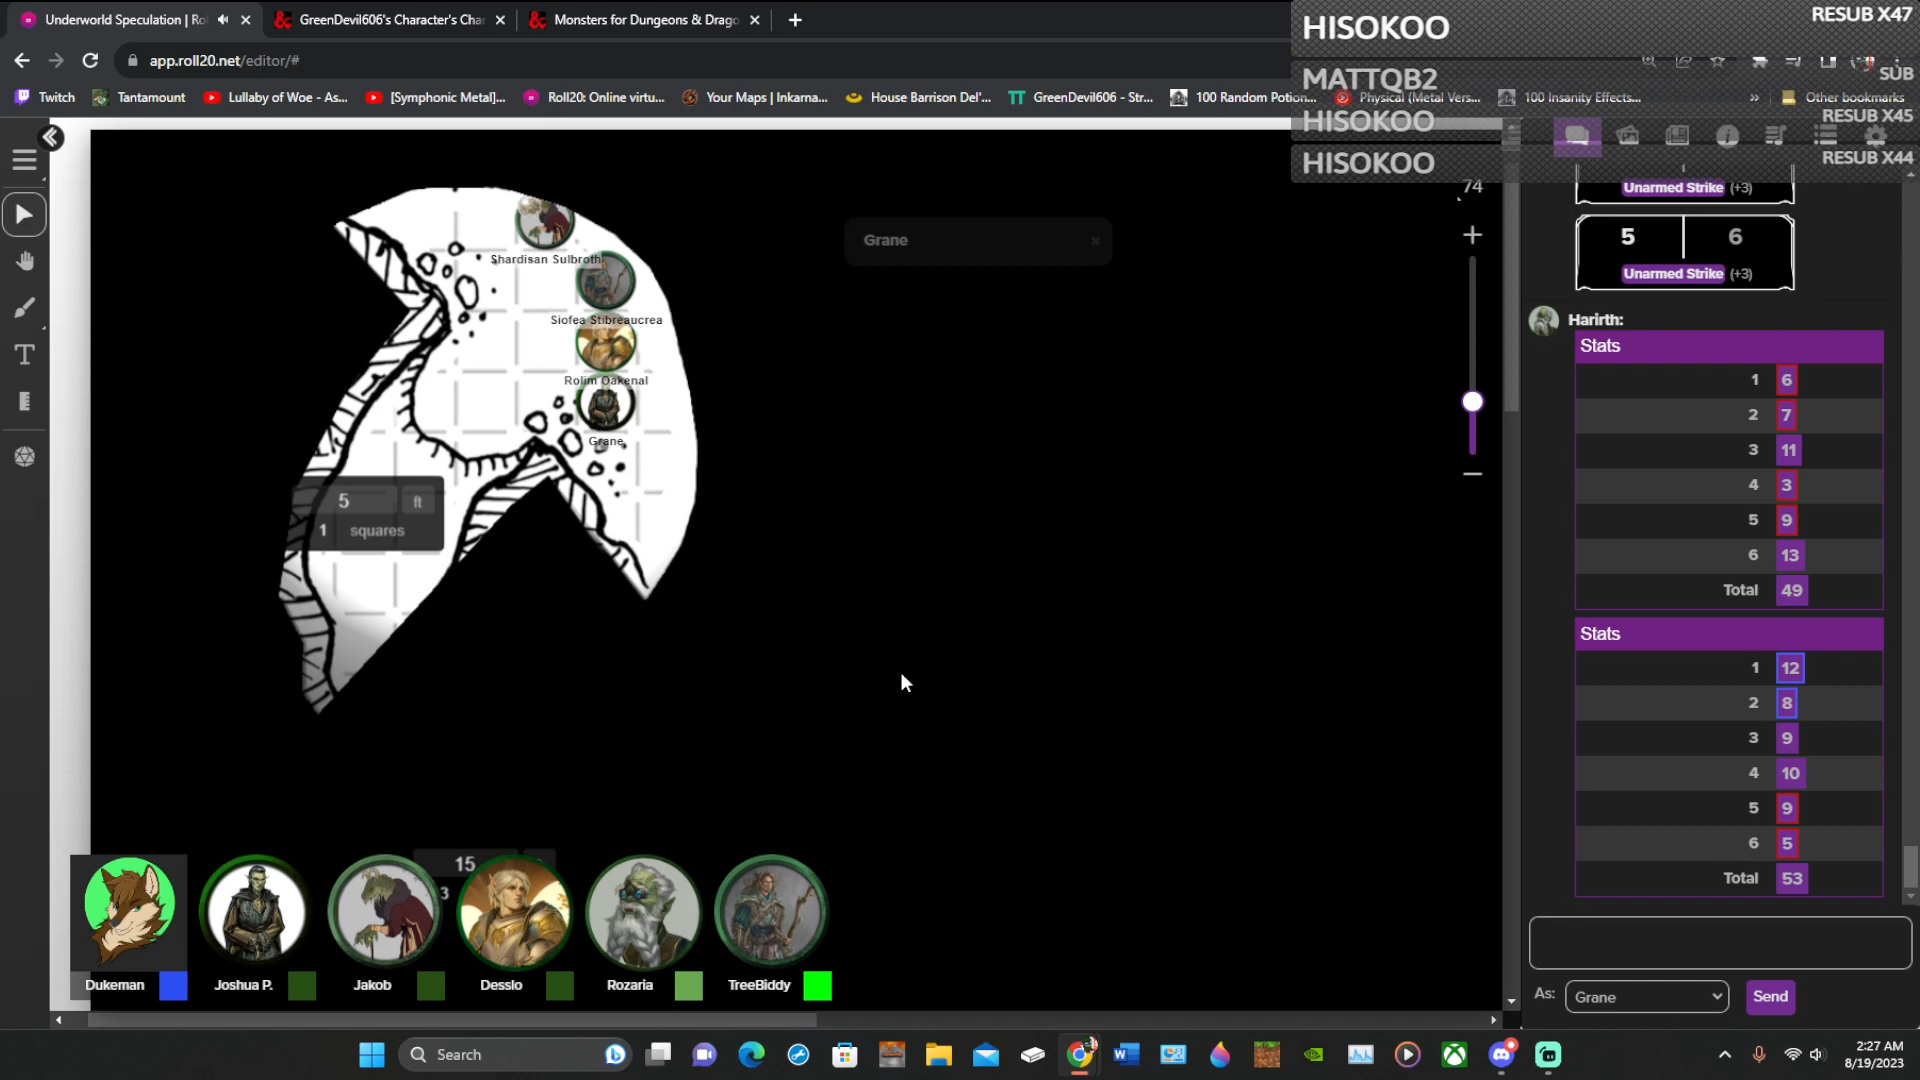 Underworld Speculation | Ro
GreenDevil606's Character's Cha
Monsters for Dungeons & Drago
HISOKOO
RESUB X47
app.roll20.net/editor/#
MATTQB2
SUB
Twitch
Tantamount
Lullaby of Woe - As...
[Symphonic Metal]...
Roll20: Online virtu...
Your Maps | Inkarna...
House Barrison Del'...
GreenDevil606 - Str...
100 Random Potion...
Physical (Metal Vers...
100 Insanity Effects...
»
Other bookmarks
HISOKOO
RESUB X45
HISOKOO
RESUB X44
74
Unarmed Strike (+3)
5
6
Unarmed Strike (+3)
Grane
Shardisan Sulbroth
Siofea Stibreaucrea
Rolim Oakenal
Grane
5 ft
1 squares
Harirth:
Stats
1 6
2 7
3 11
4 3
5 9
6 13
Total 49
Stats
1 12
2 8
3 9
4 10
5 9
6 5
Total 53
15
3
Dukeman
Joshua P.
Jakob
Desslo
Rozaria
TreeBiddy
As:
Grane
Send
Search
2:27 AM
8/19/2023